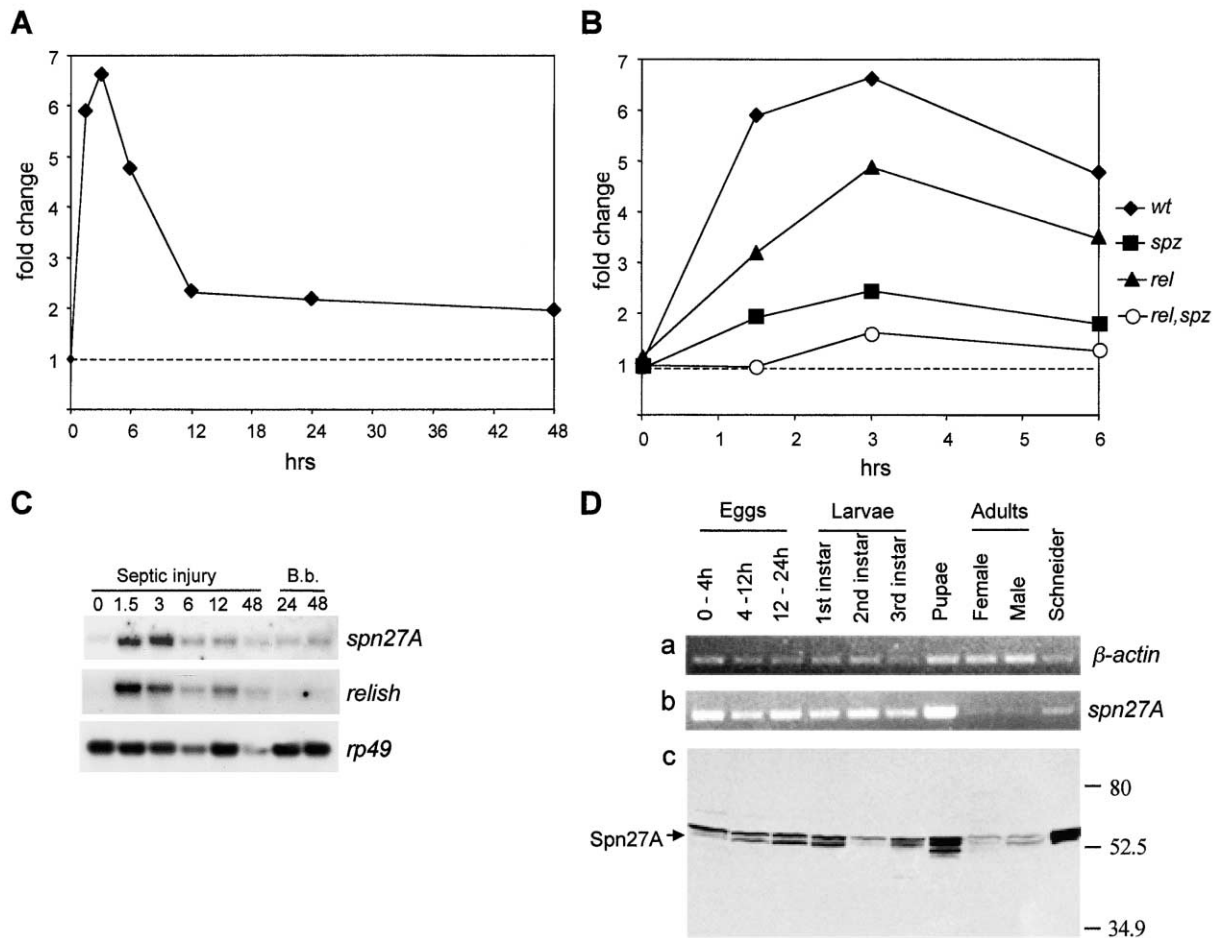 A
7
6
5
4
3
2
1
fold change
0 6 12 18 24 30 36 42 48
hrs
B
7
6
5
4
3
2
1
fold change
0 1 2 3 4 5 6
hrs
wt
spz
rel
rel,spz
C
Septic injury B.b.
0 1.5 3 6 12 48 24 48
spn27A
relish
rp49
D
Eggs Larvae Adults
0 - 4h 4 -12h 12 - 24h 1st instar 2nd instar 3rd instar Pupae Female Male Schneider
a β-actin
b spn27A
c
80
Spn27A 52.5
34.9